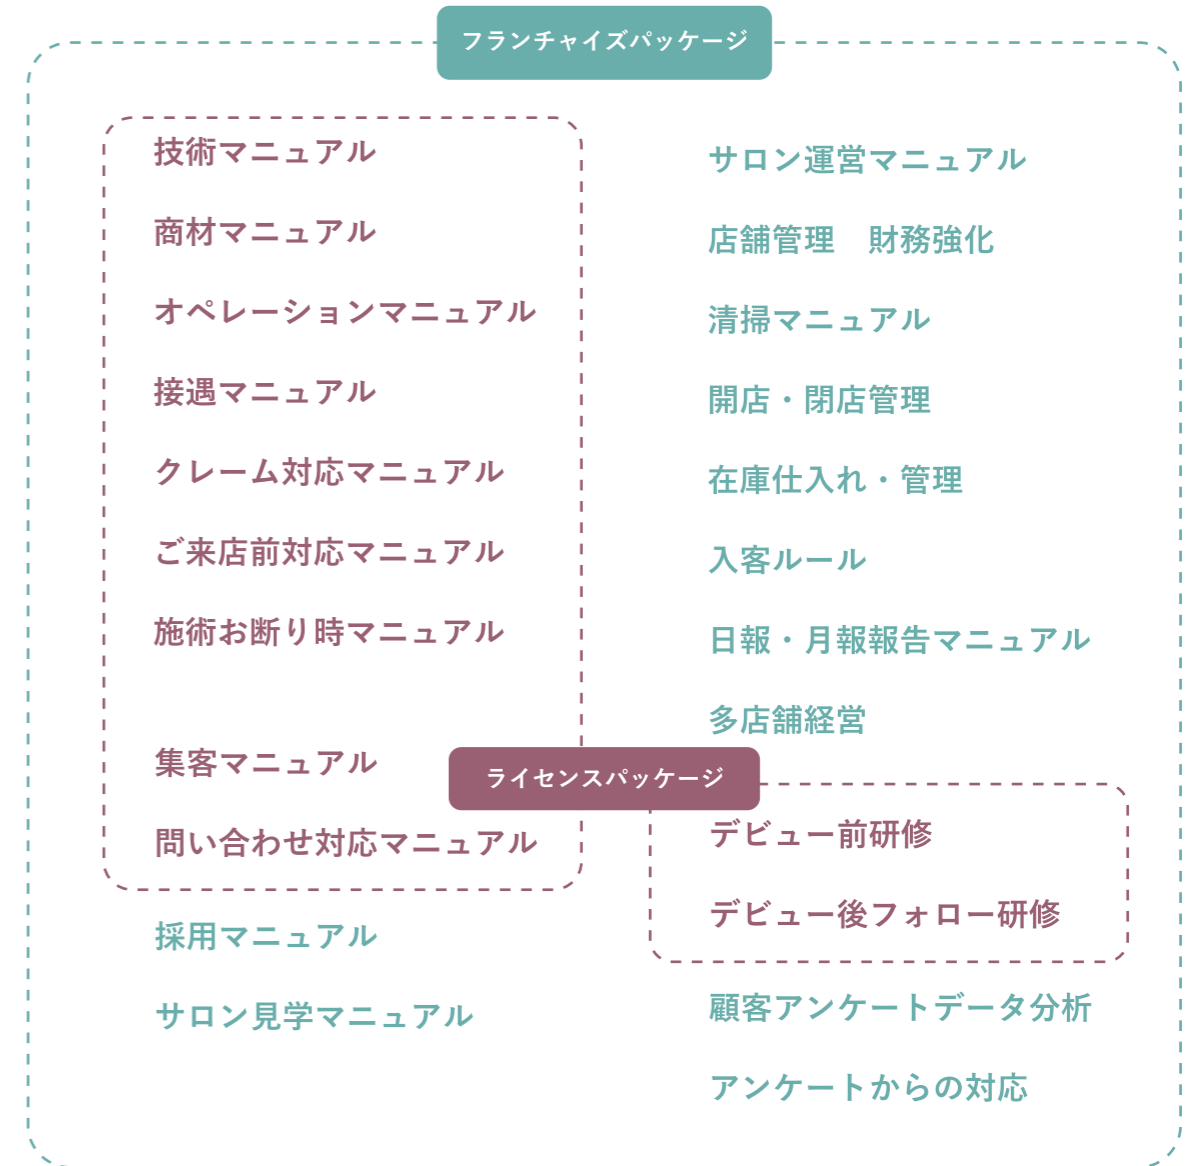 フランチャイズパッケージ
技術マニュアル
商材マニュアル
オペレーションマニュアル
接遇マニュアル
クレーム対応マニュアル
ご来店前対応マニュアル
施術お断り時マニュアル
集客マニュアル
問い合わせ対応マニュアル
採用マニュアル
サロン見学マニュアル
サロン運営マニュアル
店舗管理　財務強化
清掃マニュアル
開店・閉店管理
在庫仕入れ・管理
入客ルール
日報・月報報告マニュアル
多店舗経営
ライセンスパッケージ
デビュー前研修
デビュー後フォロー研修
顧客アンケートデータ分析
アンケートからの対応